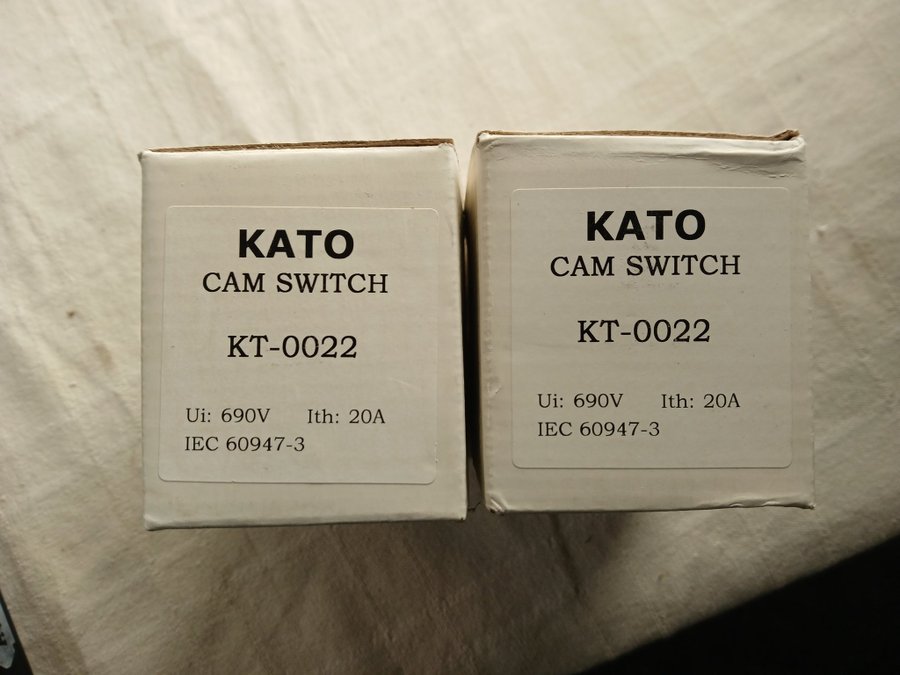 KATO
CAM SWITCH
KT-0022
Ui: 690V Ith: 20A
IEC 60947-3
KATO
CAM SWITCH
KT-0022
Ui: 690V Ith: 20A
IEC 60947-3